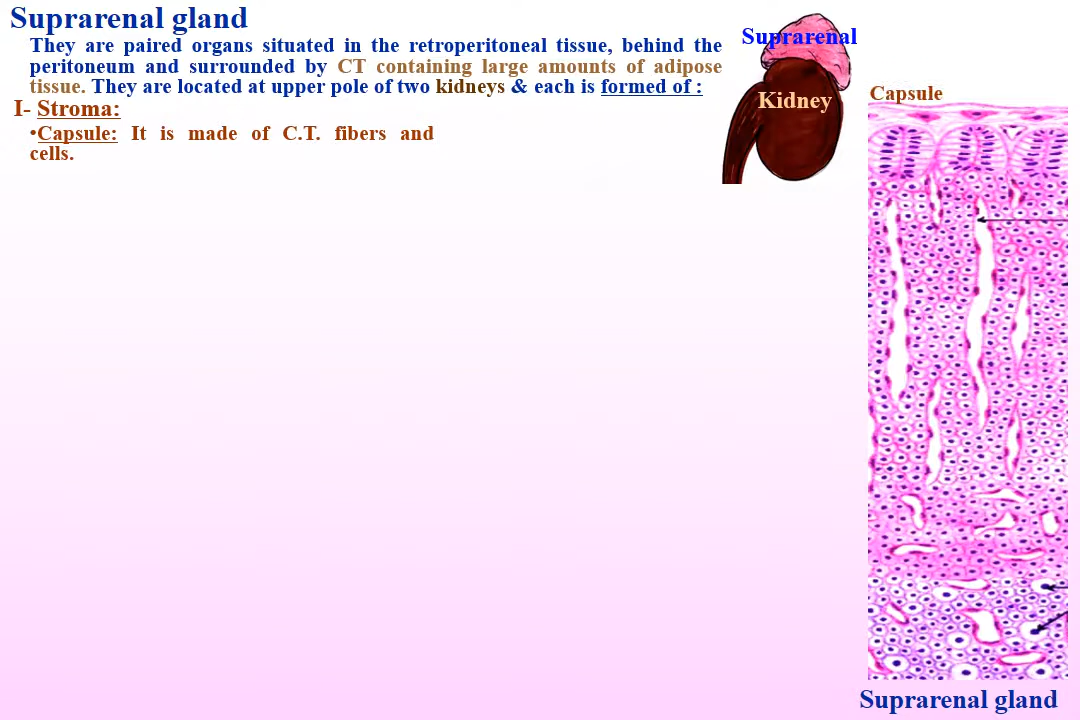 Suprarenal gland
They are paired organs situated in the retroperitoneal tissue, behind the
peritoneum and surrounded by CT containing large amounts of adipose
tissue. They are located at upper pole of two kidneys & each is formed of :
I- Stroma:
•Capsule: It is made of C.T. fibers and
cells.
Suprarenal
Kidney
Capsule
Suprarenal gland